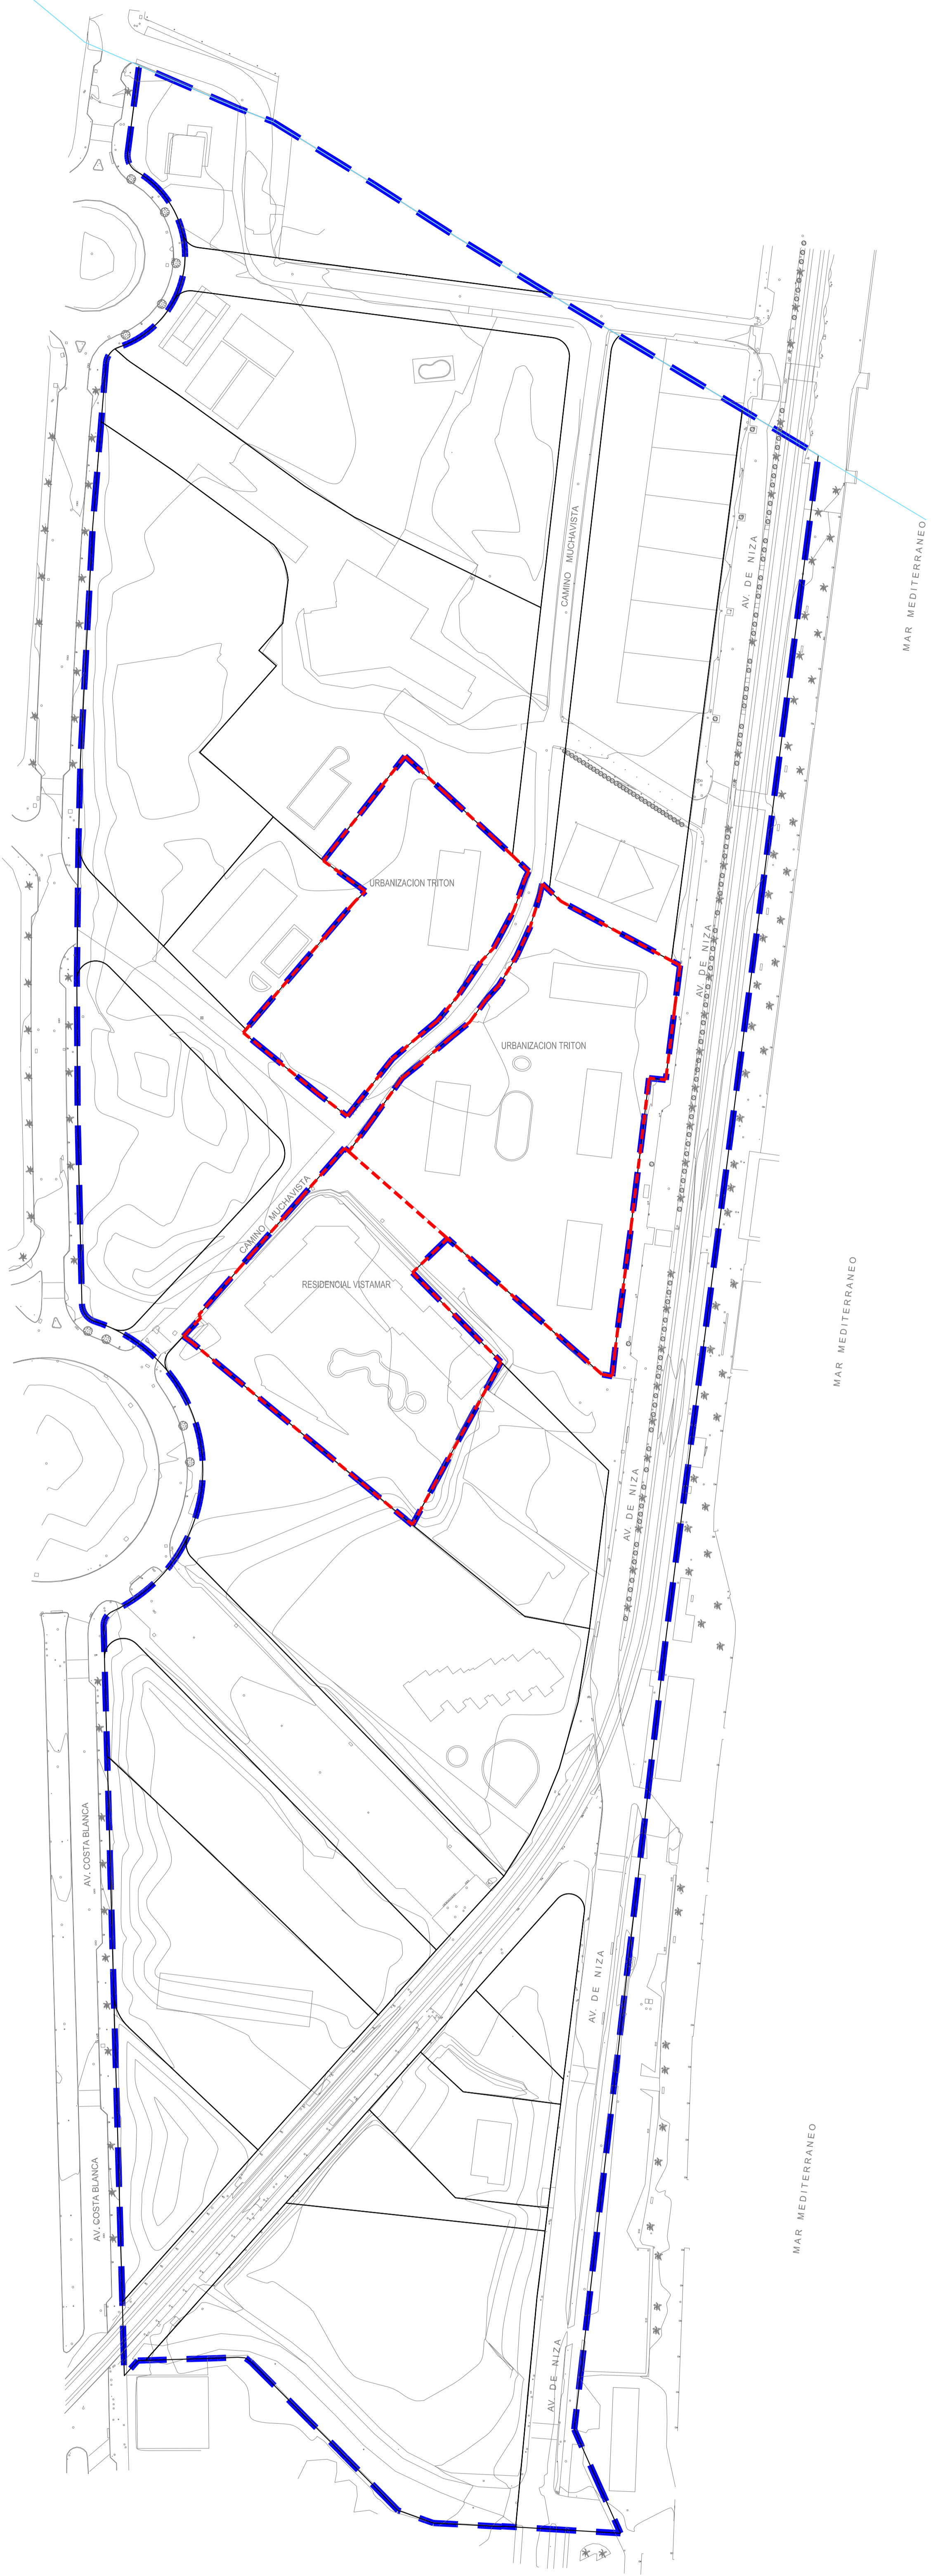 CAMINO MUCHAVISTA
AV. DE NIZA
MAR MEDITERRANEO
URBANIZACION TRITON
AV. DE NIZA
URBANIZACION TRITON
CAMINO MUCHAVISTA
RESIDENCIAL VISTAMAR
MAR MEDITERRANEO
AV. DE NIZA
AV. COSTA BLANCA
AV. DE NIZA
AV. COSTA BLANCA
MAR MEDITERRANEO
AV. DE NIZA